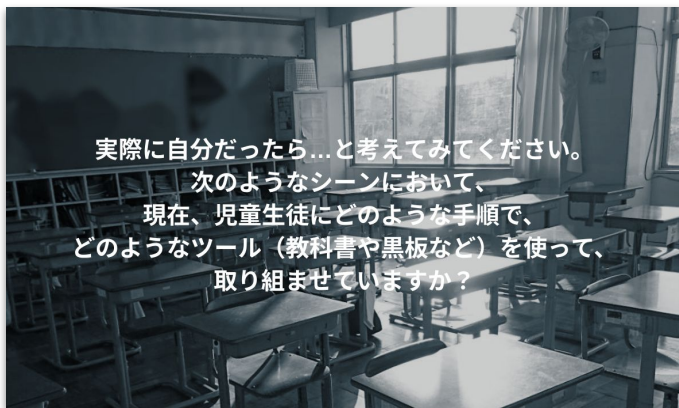 実際に自分だったら…と考えてみてください。
次のようなシーンにおいて、
現在、児童生徒にどのような手順で、
どのようなツール（教科書や黒板など）を使って、
取り組ませていますか？